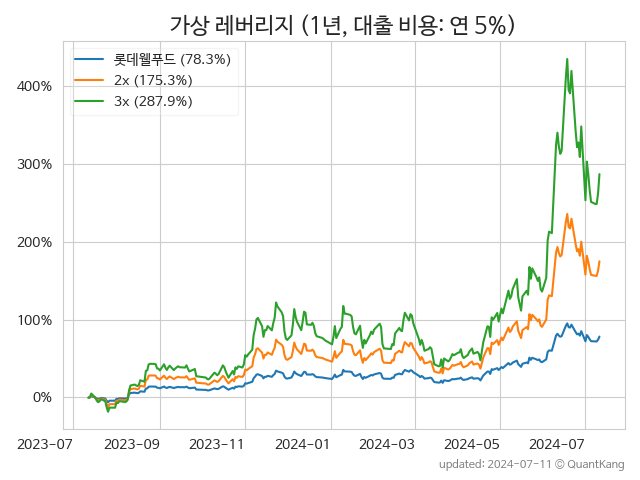 가상 레버리지 (1년, 대출 비용: 연 5%)
롯데웰푸드 (78.3%)
2x (175.3%)
3x (287.9%)
400%
300%
200%
100%
0%
2023-07 2023-09 2023-11 2024-01 2024-03 2024-05 2024-07
updated: 2024-07-11 © QuantKang